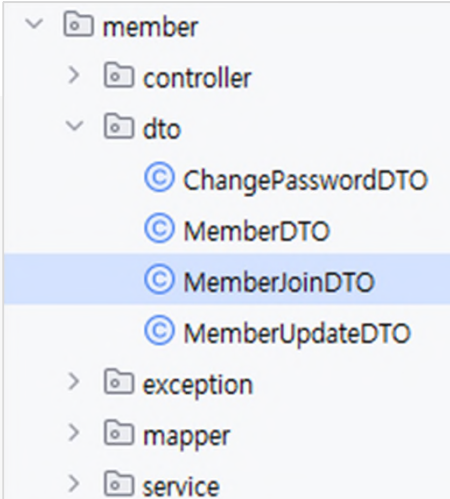 member
controller
dto
ChangePasswordDTO
MemberDTO
MemberJoinDTO
MemberUpdateDTO
exception
mapper
service